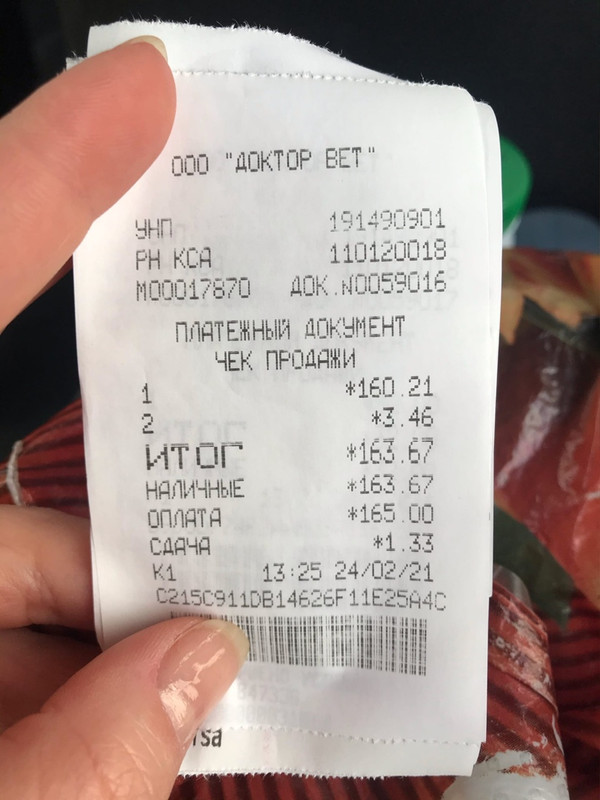 ООО "ДОКТОР ВЕТ"
УНП 191490901
РН КСА 110120018
М00017870 ДОК.N0059016
ПЛАТЕЖНЫЙ ДОКУМЕНТ
ЧЕК ПРОДАЖИ
1 *160.21
2 *3.46
ИТОГ *163.67
НАЛИЧНЫЕ *163.67
ОПЛАТА *165.00
СДАЧА *1.33
К1 13:25 24/02/21
C215C911DB14626F11E25A4C